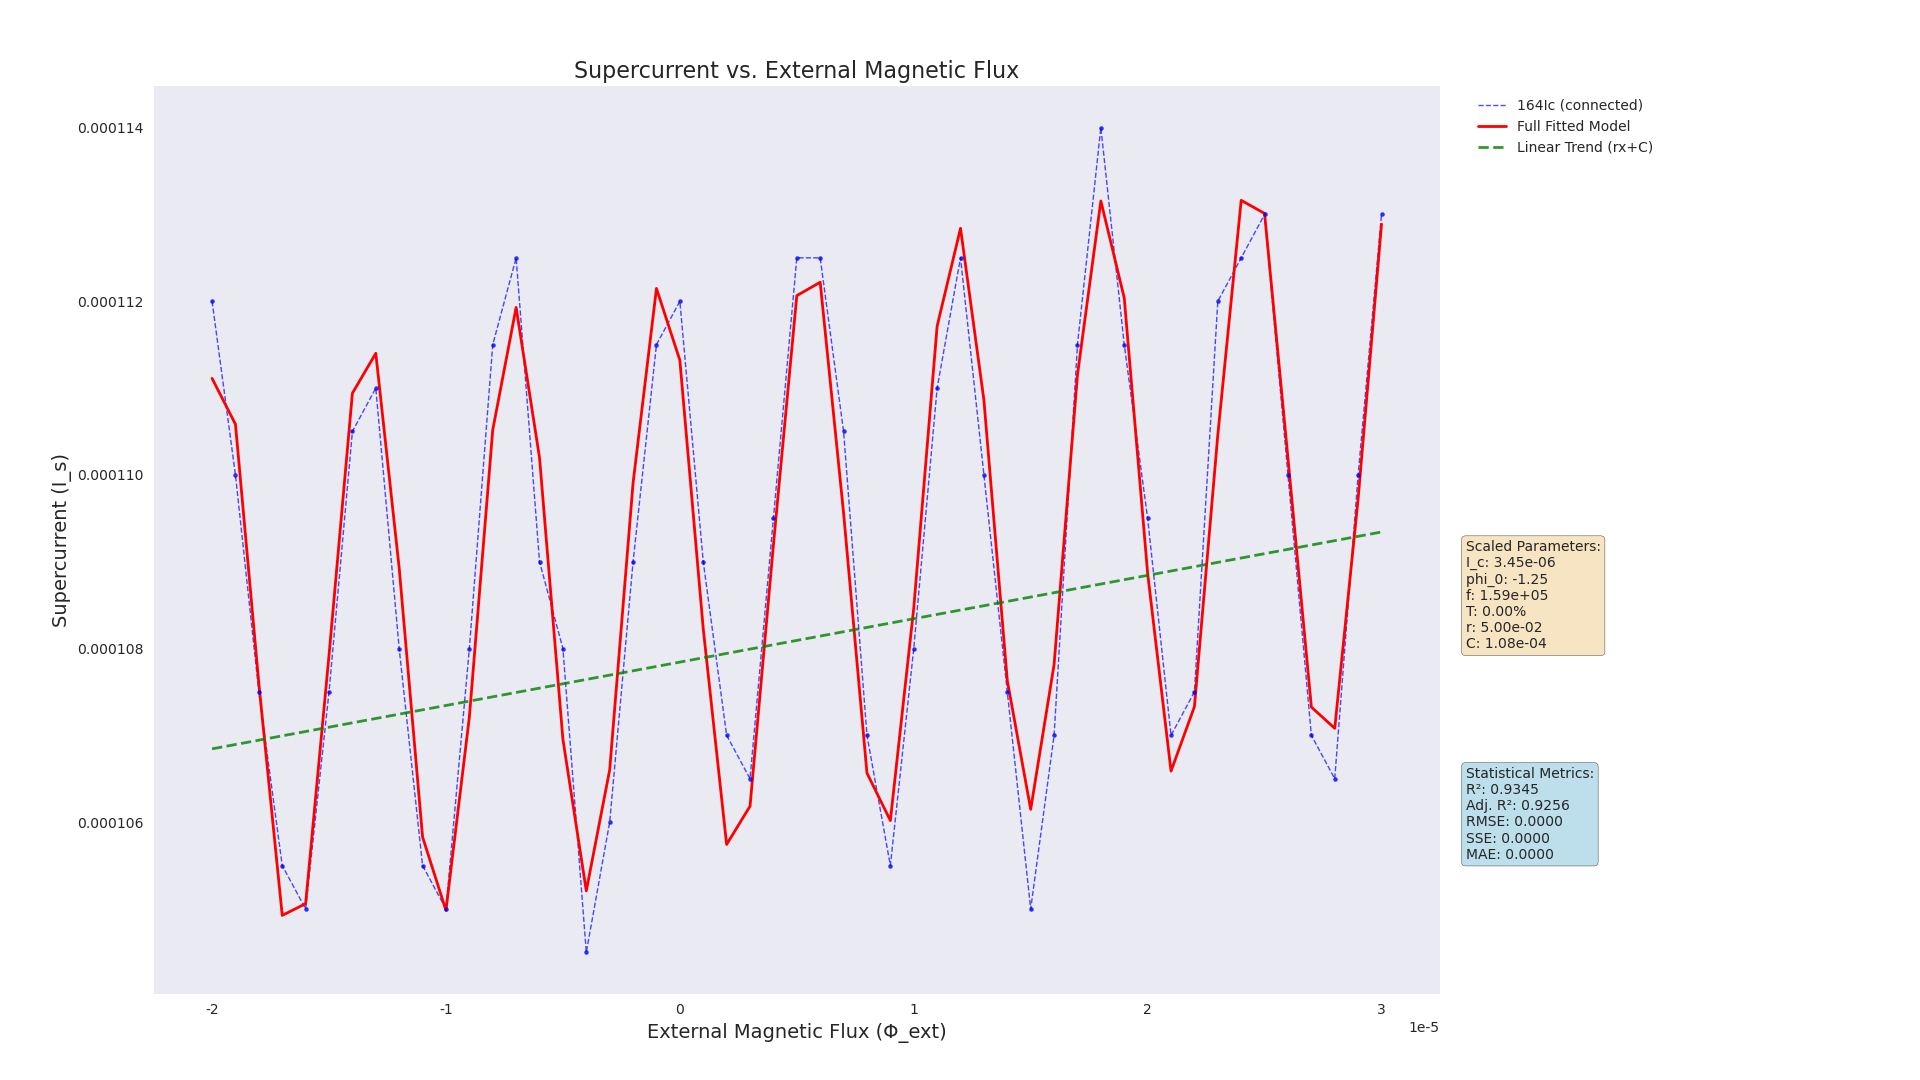 Supercurrent vs. External Magnetic Flux
0.000114
0.000112
0.000110
0.000108
0.000106
Supercurrent (I_s)
-2
-1
0
1
2
3
1e-5
External Magnetic Flux (Φ_ext)
164Ic (connected)
Full Fitted Model
Linear Trend (rx+C)
Scaled Parameters:
I_c: 3.45e-06
phi_0: -1.25
f: 1.59e+05
T: 0.00%
r: 5.00e-02
C: 1.08e-04
Statistical Metrics:
R²: 0.9345
Adj. R²: 0.9256
RMSE: 0.0000
SSE: 0.0000
MAE: 0.0000